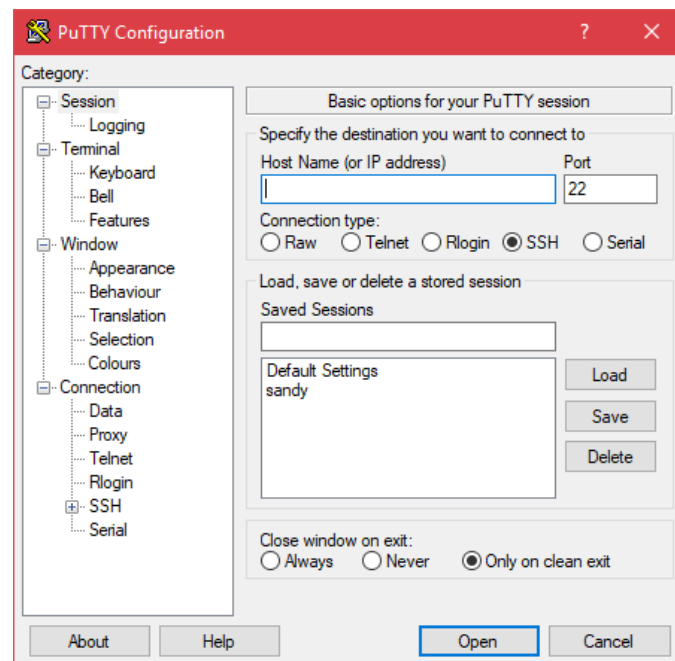 PuTTY Configuration ? ×
Category:
Session
Logging
Terminal
Keyboard
Bell
Features
Window
Appearance
Behaviour
Translation
Selection
Colours
Connection
Data
Proxy
Telnet
Rlogin
SSH
Serial
Basic options for your PuTTY session
Specify the destination you want to connect to
Host Name (or IP address) Port
22
Connection type:
Raw Telnet Rlogin SSH Serial
Load, save or delete a stored session
Saved Sessions
Default Settings
sandy
Load
Save
Delete
Close window on exit:
Always Never Only on clean exit
About Help Open Cancel